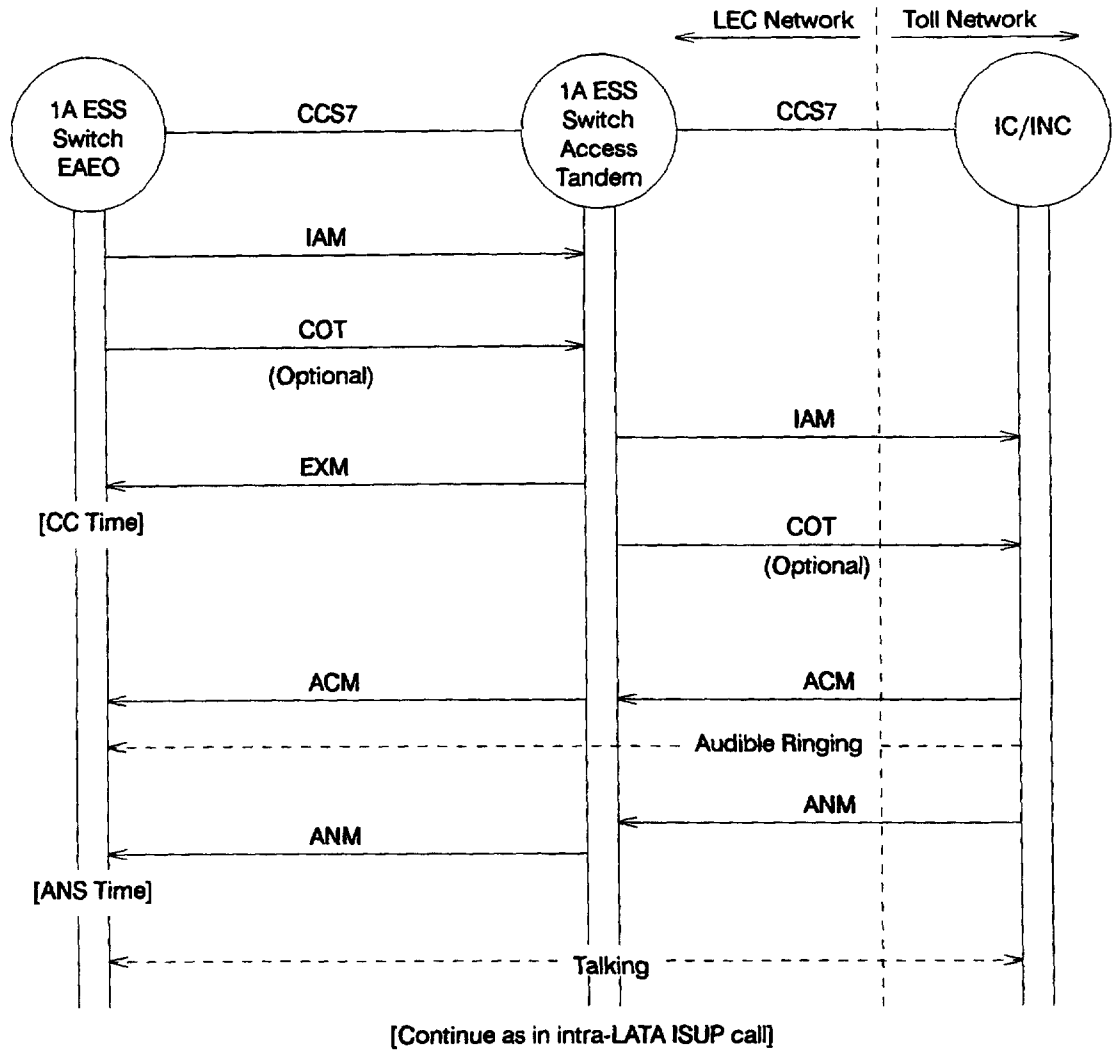 LEC Network
Toll Network
1A ESS
Switch
EAEO
CCS7
1A ESS
Switch
Access
Tandem
CCS7
IC/INC
IAM
COT
(Optional)
IAM
EXM
[CC Time]
COT
(Optional)
ACM
ACM
Audible Ringing
ANM
ANM
[ANS Time]
Talking
[Continue as in intra-LATA ISUP call]